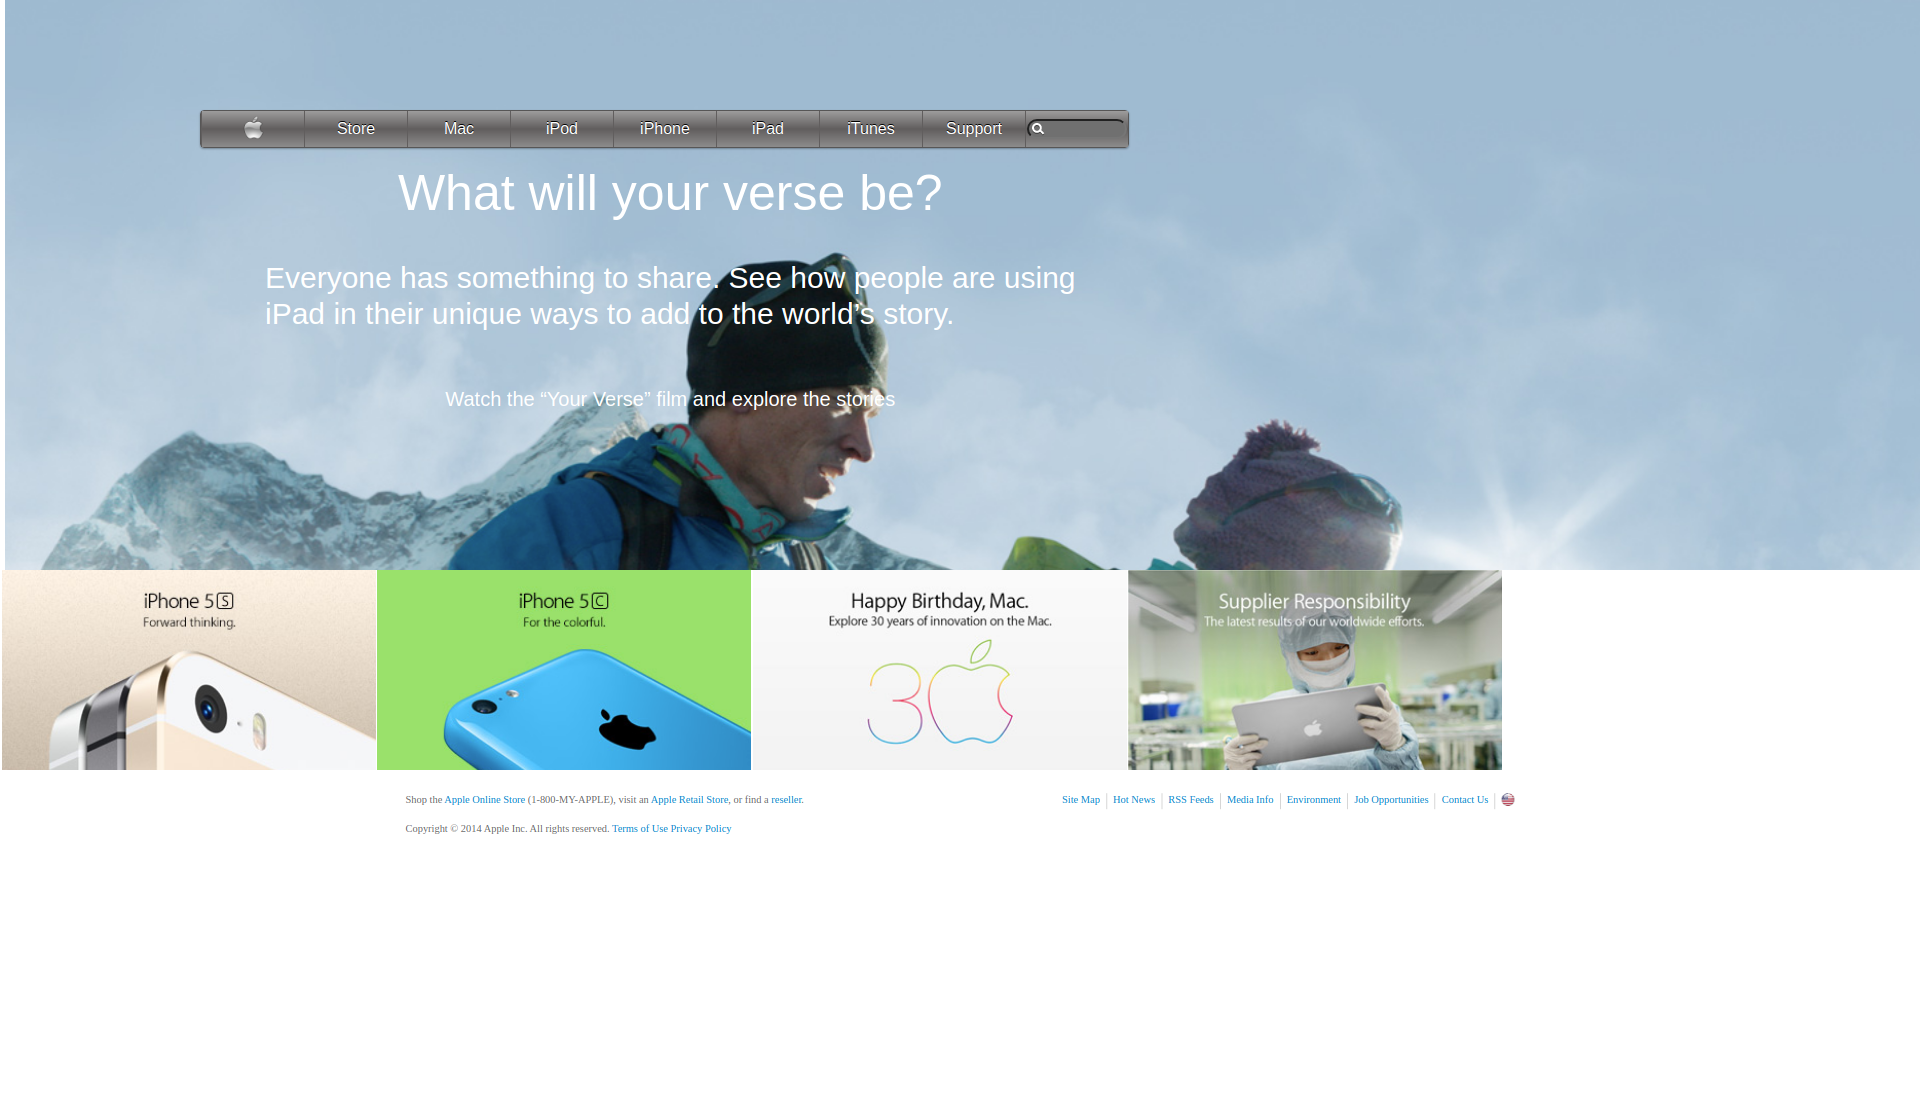 Store Mac iPod iPhone iPad iTunes Support
What will your verse be?
Everyone has something to share. See how people are using
iPad in their unique ways to add to the world’s story.
Watch the “Your Verse” film and explore the stories
iPhone 5S
Forward thinking.
iPhone 5C
For the colorful.
Happy Birthday, Mac.
Explore 30 years of innovation on the Mac.
30
Supplier Responsibility
The latest results of our worldwide efforts.
Shop the Apple Online Store (1-800-MY-APPLE), visit an Apple Retail Store, or find a reseller.
Site Map Hot News RSS Feeds Media Info Environment Job Opportunities Contact Us
Copyright © 2014 Apple Inc. All rights reserved. Terms of Use Privacy Policy